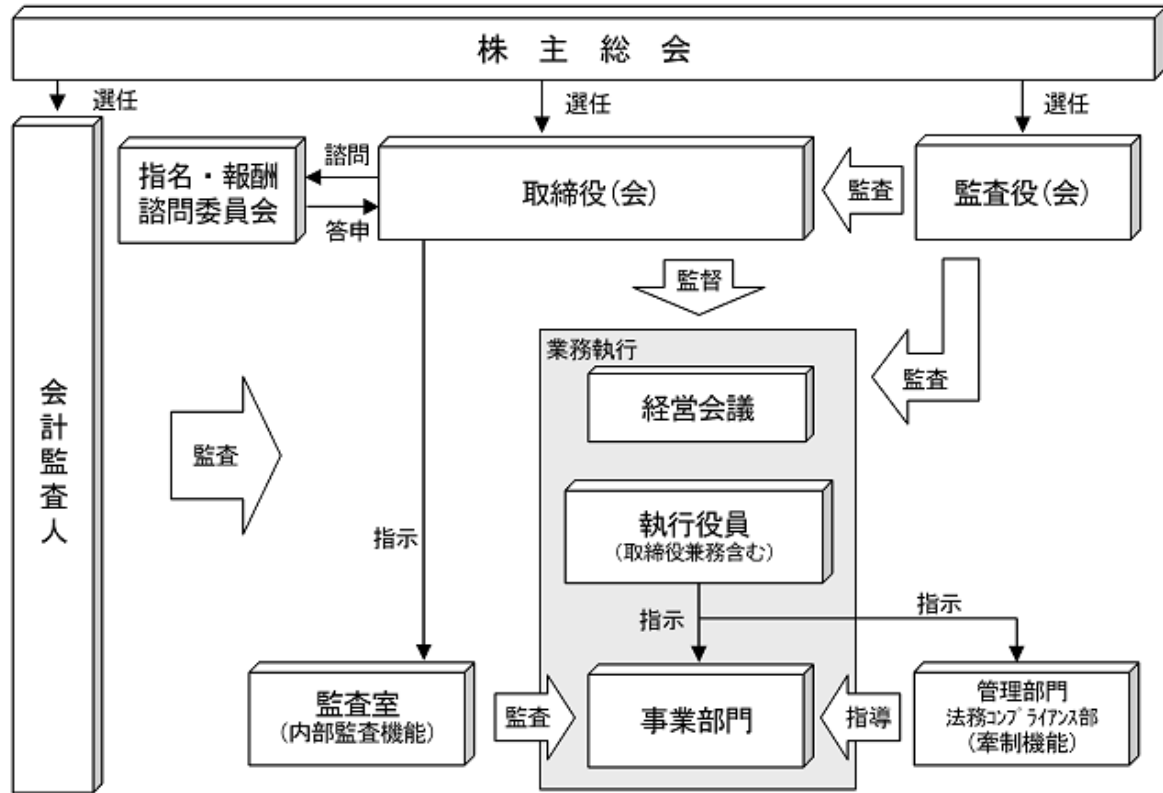 株 主 総 会
選任
選任
選任
指名・報酬
諮問委員会
諮問
答申
取締役(会)
監査
監査役(会)
監督
監査
会計監査人
監査
指示
業務執行
経営会議
執行役員
(取締役兼務含む)
指示
指示
監査室
(内部監査機能)
監査
事業部門
指導
管理部門
法務ｺﾝﾌﾟﾗｲｱﾝｽ部
(牽制機能)